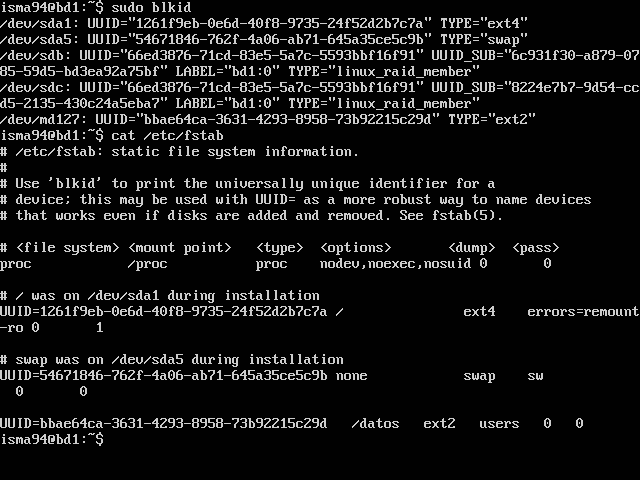 isma94@bd1:~$ sudo blkid
/dev/sda1: UUID="1261f9eb-0e6d-40f8-9735-24f52d2b7c7a" TYPE="ext4"
/dev/sda5: UUID="54671846-762f-4a06-ab71-645a35ce5c9b" TYPE="swap"
/dev/sdb: UUID="66ed3876-71cd-83e5-5a7c-5593bbf16f91" UUID_SUB="6c931f30-a879-07
85-59d5-bd3ea92a75bf" LABEL="bd1:0" TYPE="linux_raid_member"
/dev/sdc: UUID="66ed3876-71cd-83e5-5a7c-5593bbf16f91" UUID_SUB="8224e7b7-9d54-cc
d5-2135-430c24a5eba7" LABEL="bd1:0" TYPE="linux_raid_member"
/dev/md127: UUID="bbae64ca-3631-4293-8958-73b92215c29d" TYPE="ext2"
isma94@bd1:~$ cat /etc/fstab
# /etc/fstab: static file system information.
#
# Use 'blkid' to print the universally unique identifier for a
# device; this may be used with UUID= as a more robust way to name devices
# that works even if disks are added and removed. See fstab(5).
#
# <file system> <mount point>   <type>  <options>       <dump>  <pass>
proc            /proc           proc    nodev,noexec,nosuid 0       0
# / was on /dev/sda1 during installation
UUID=1261f9eb-0e6d-40f8-9735-24f52d2b7c7a /               ext4    errors=remount
-ro 0       1
# swap was on /dev/sda5 during installation
UUID=54671846-762f-4a06-ab71-645a35ce5c9b none            swap    sw
  0       0
UUID=bbae64ca-3631-4293-8958-73b92215c29d   /datos   ext2   users   0   0
isma94@bd1:~$